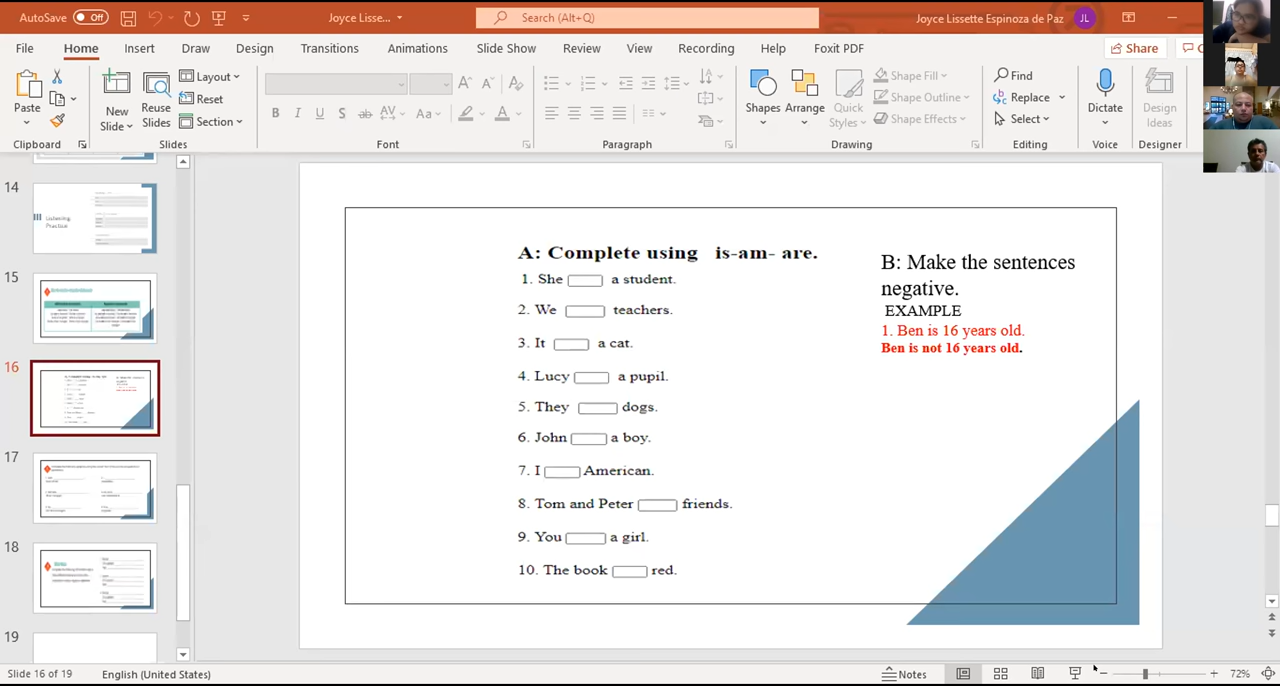 AutoSave Off Joyce Lisse... Search (Alt+Q) Joyce Lissette Espinoza de Paz JL
File Home Insert Draw Design Transitions Animations Slide Show Review View Recording Help Foxit PDF Share
Paste New Slide Reuse Slides Layout Reset Section
Shapes Arrange Quick Styles Shape Fill Shape Outline Shape Effects Find Replace Select Dictate Design Ideas
Clipboard Slides Font Paragraph Drawing Editing Voice Designer
14
Listening
Practice
15
16
17
18
19
A: Complete using is-am- are.
1. She a student.
2. We teachers.
3. It a cat.
4. Lucy a pupil.
5. They dogs.
6. John a boy.
7. I American.
8. Tom and Peter friends.
9. You a girl.
10. The book red.
B: Make the sentences
negative.
EXAMPLE
1. Ben is 16 years old.
Ben is not 16 years old.
Slide 16 of 19 English (United States) Notes 72%